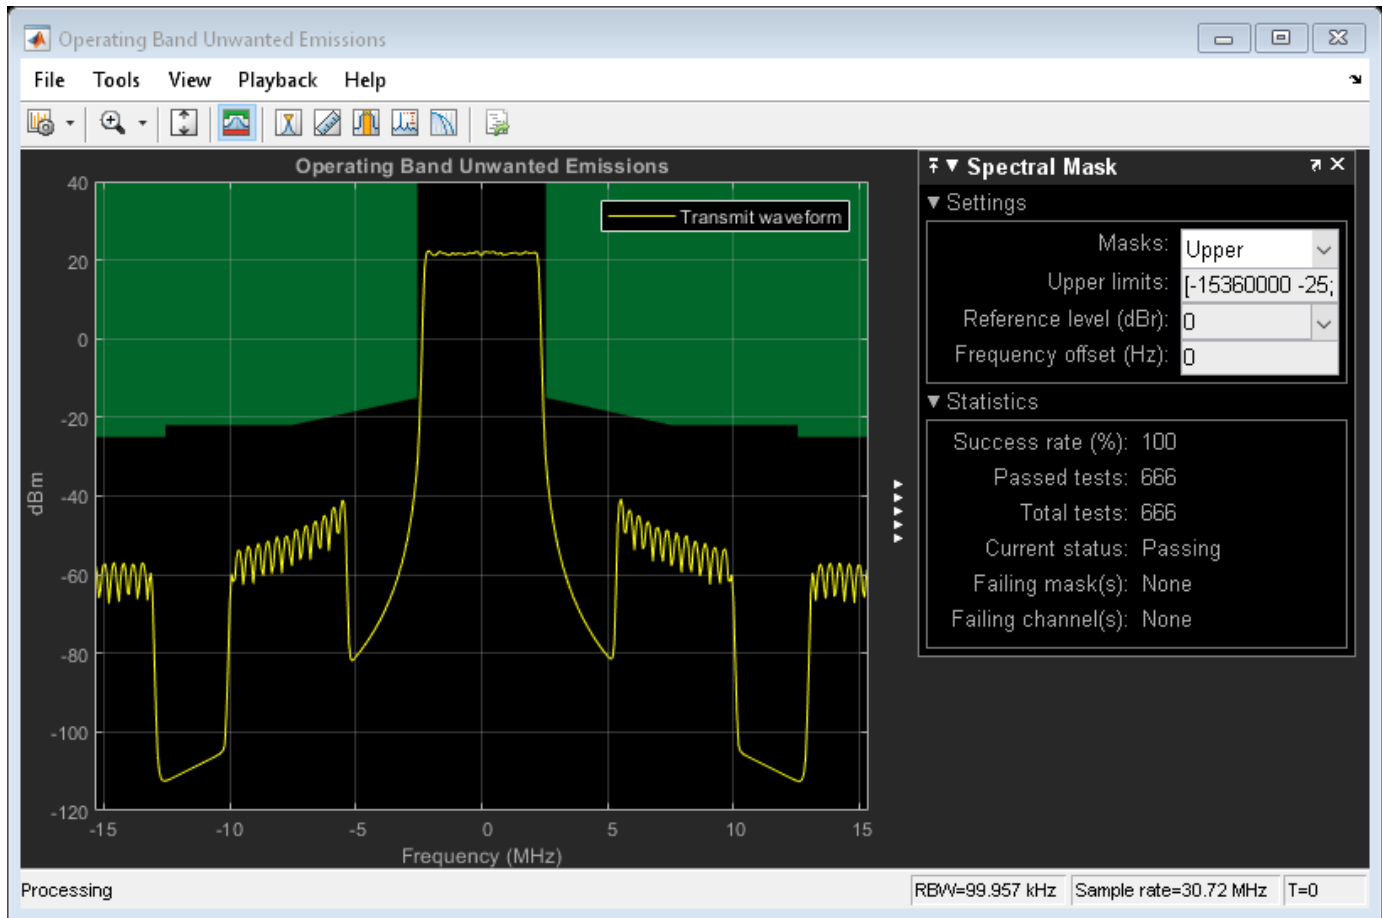 Operating Band Unwanted Emissions
File Tools View Playback Help
Operating Band Unwanted Emissions
40
20
0
-20
-40
-60
-80
-100
-120
dBm
Transmit waveform
-15 -10 -5 0 5 10 15
Frequency (MHz)
Spectral Mask
Settings
Masks: Upper
Upper limits: [-15360000 -25;
Reference level (dBr): 0
Frequency offset (Hz): 0
Statistics
Success rate (%): 100
Passed tests: 666
Total tests: 666
Current status: Passing
Failing mask(s): None
Failing channel(s): None
Processing RBW=99.957 kHz Sample rate=30.72 MHz T=0